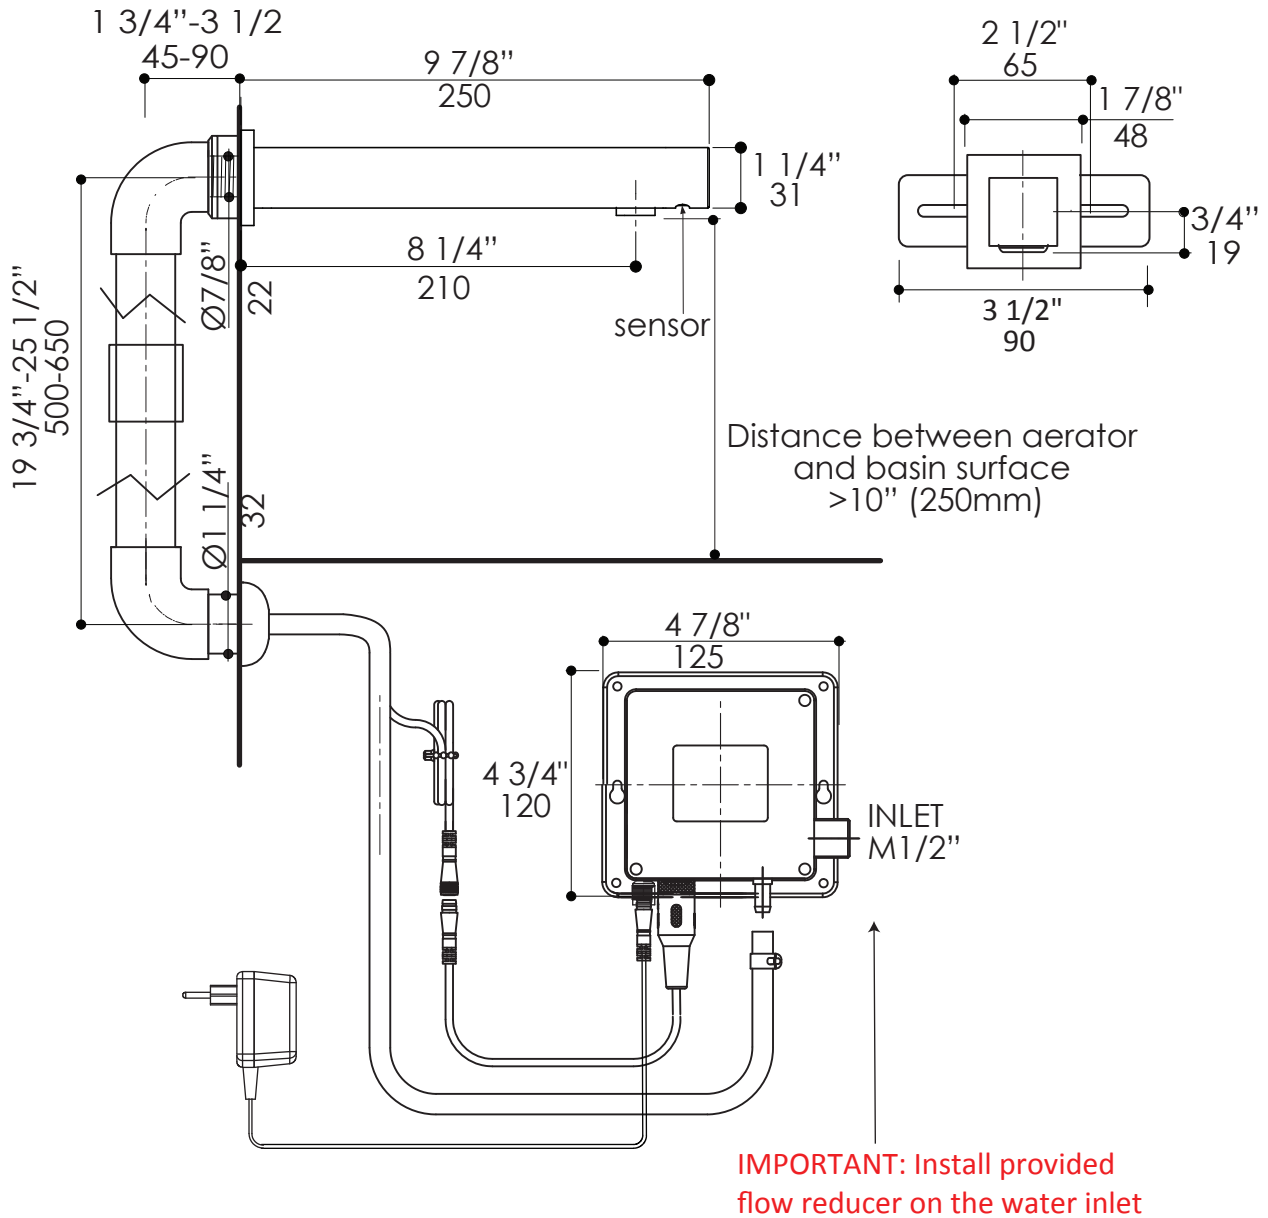 1 3/4”-3 1/2
45-90
9 7/8”
250
2 1/2"
65
1 7/8"
48
1 1/4”
31
3/4”
19
8 1/4”
210
Ø7/8”
22
sensor
3 1/2"
90
19 3/4”-25 1/2”
500-650
Distance between aerator
and basin surface
>10” (250mm)
Ø1 1/4”
32
4 7/8"
125
4 3/4"
120
INLET
M1/2”
IMPORTANT: Install provided
flow reducer on the water inlet